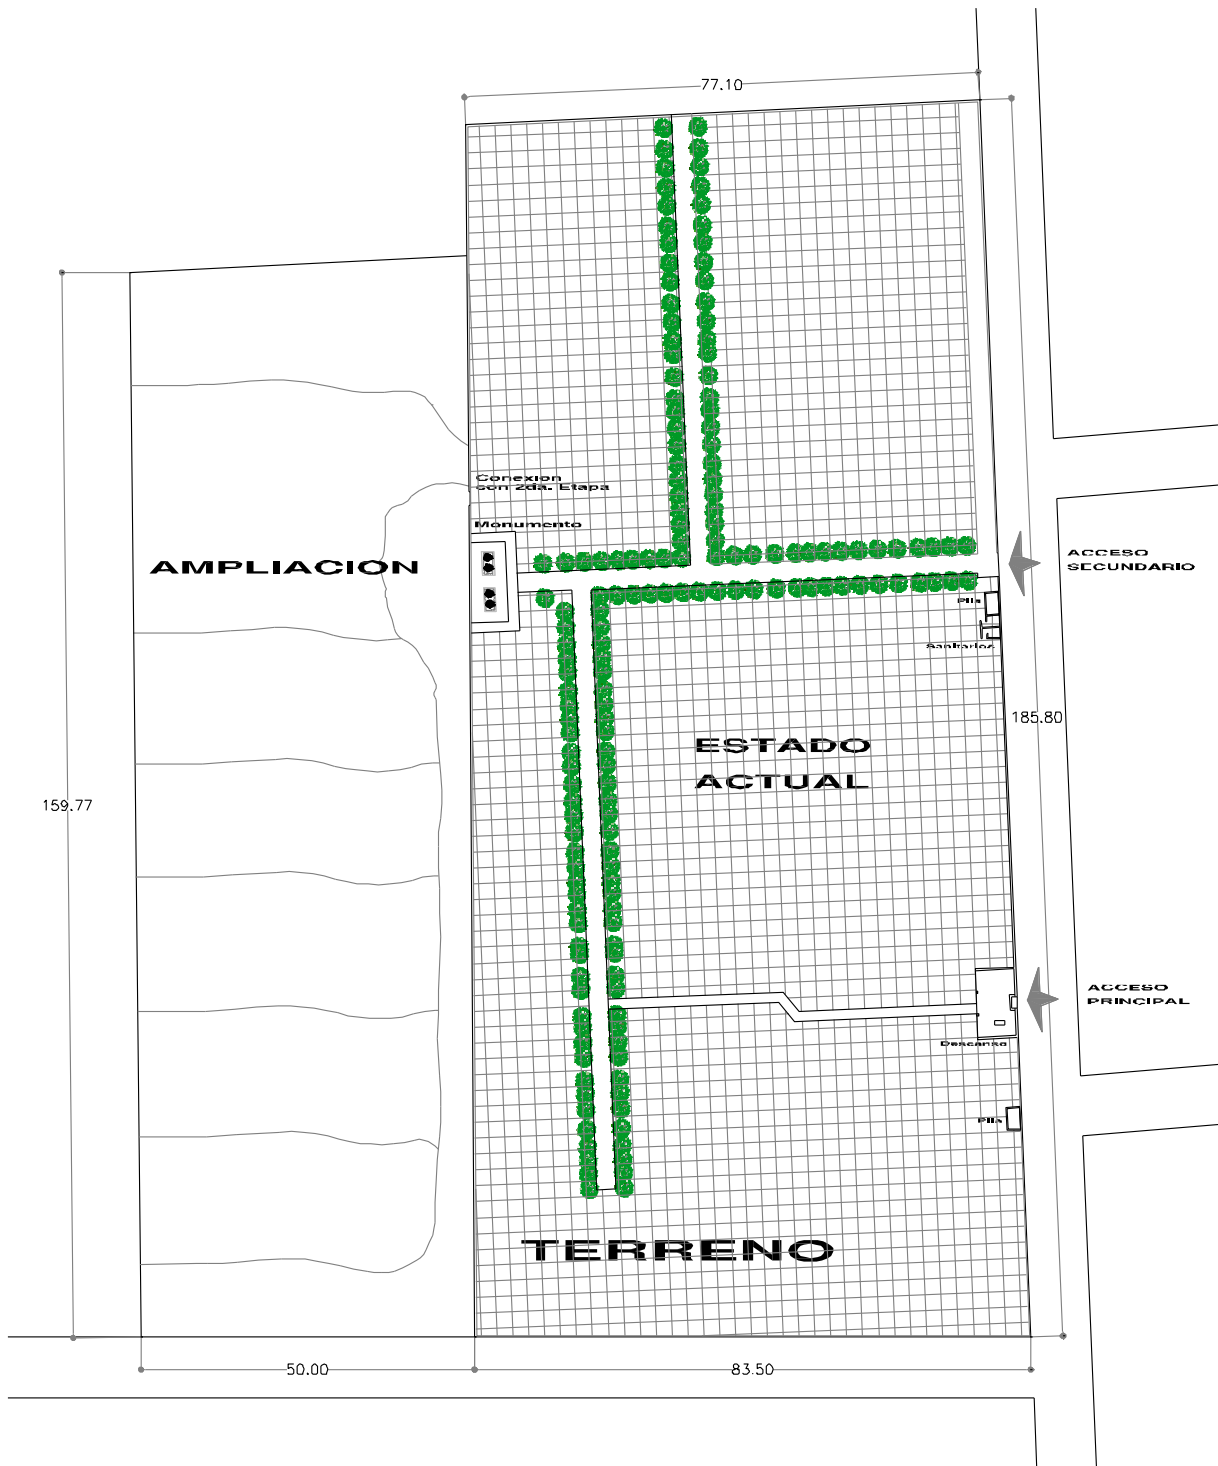 77.10
Conexion
con 2da. Etapa
Monumento
AMPLIACION
ACCESO
SECUNDARIO
Pila
Sanitarios
185.80
ESTADO
ACTUAL
159.77
ACCESO
PRINCIPAL
Descanso
Pila
TERRENO
50.00
83.50